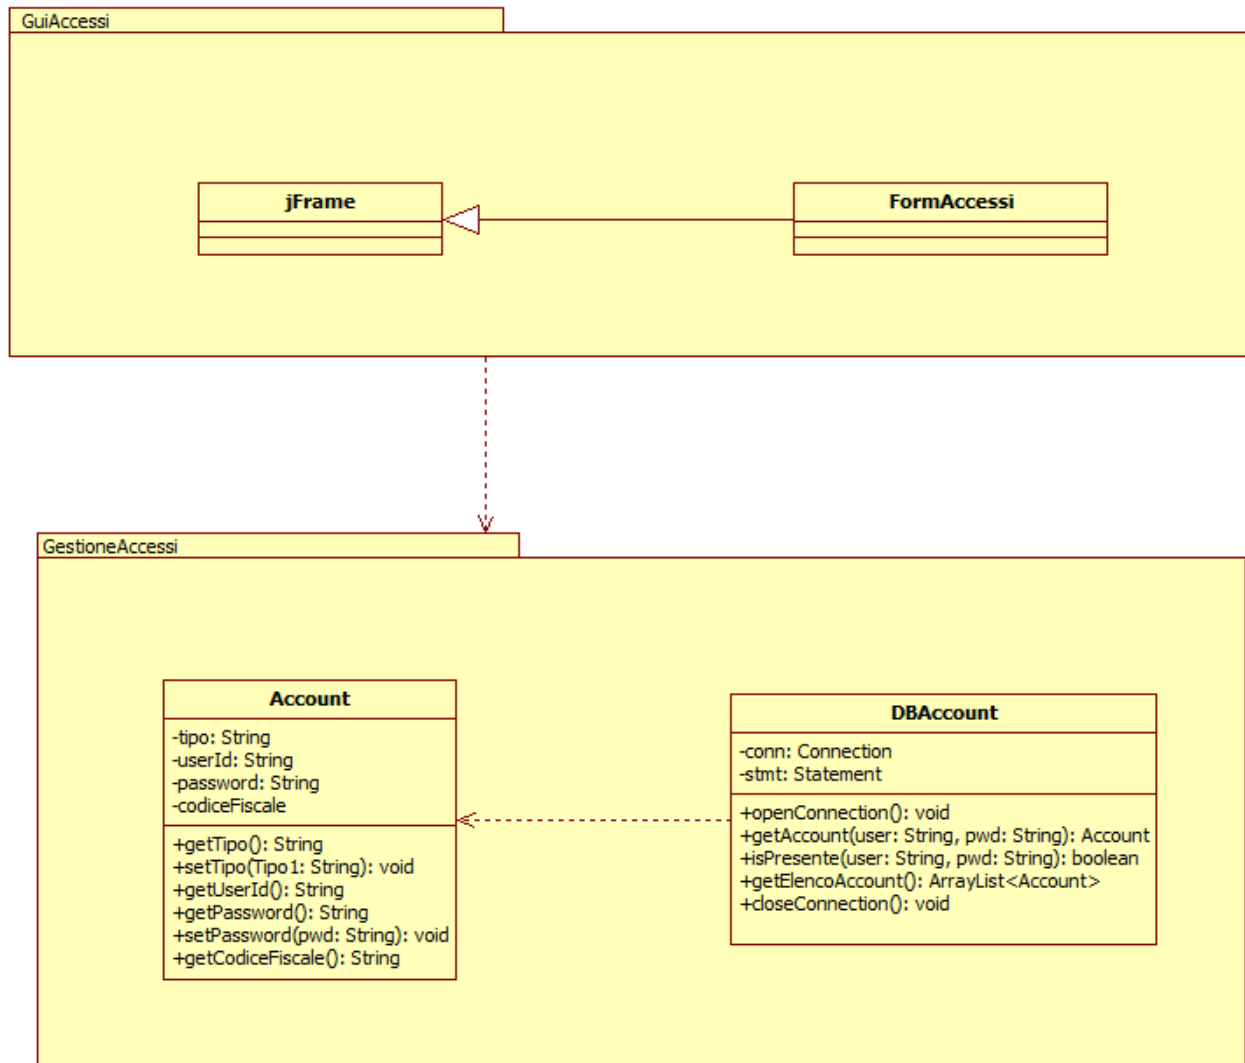 GuiAccessi
jFrame
FormAccessi
GestioneAccessi
Account
-tipo: String
-userId: String
-password: String
-codiceFiscale
+getTipo(): String
+setTipo(Tipo1: String): void
+getUserId(): String
+getPassword(): String
+setPassword(pwd: String): void
+getCodiceFiscale(): String
DBAccount
-conn: Connection
-stmt: Statement
+openConnection(): void
+getAccount(user: String, pwd: String): Account
+isPresente(user: String, pwd: String): boolean
+getElencoAccount(): ArrayList<Account>
+closeConnection(): void